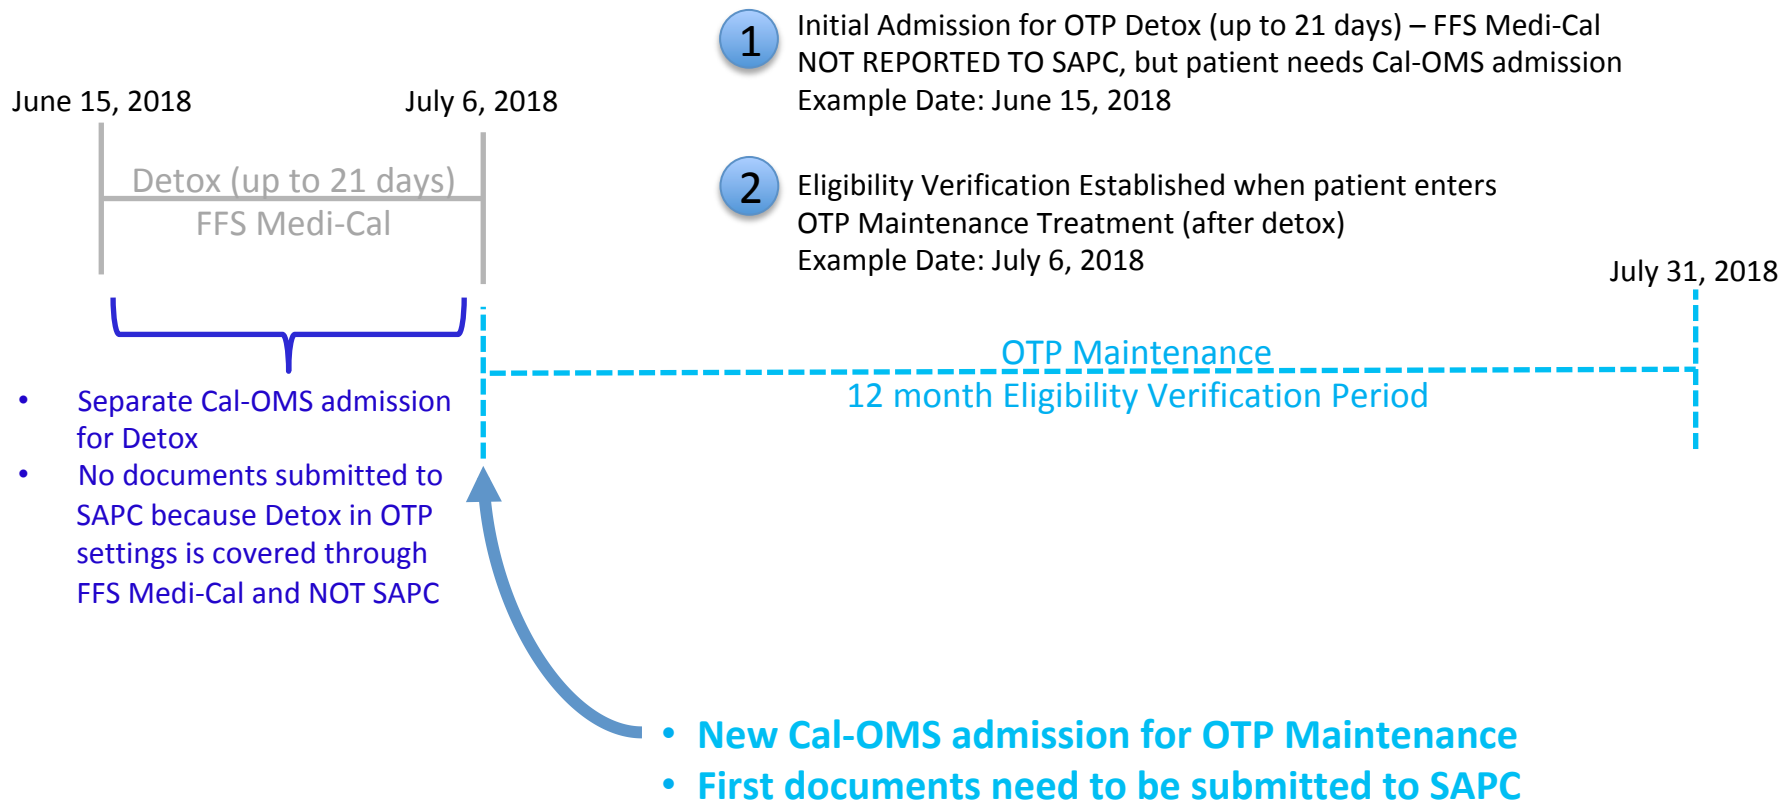 1
Initial Admission for OTP Detox (up to 21 days) – FFS Medi-Cal
NOT REPORTED TO SAPC, but patient needs Cal-OMS admission
Example Date: June 15, 2018
June 15, 2018
July 6, 2018
Detox (up to 21 days)
FFS Medi-Cal
2
Eligibility Verification Established when patient enters
OTP Maintenance Treatment (after detox)
Example Date: July 6, 2018
July 31, 2018
OTP Maintenance
12 month Eligibility Verification Period
• Separate Cal-OMS admission
for Detox
• No documents submitted to
SAPC because Detox in OTP
settings is covered through
FFS Medi-Cal and NOT SAPC
• New Cal-OMS admission for OTP Maintenance
• First documents need to be submitted to SAPC